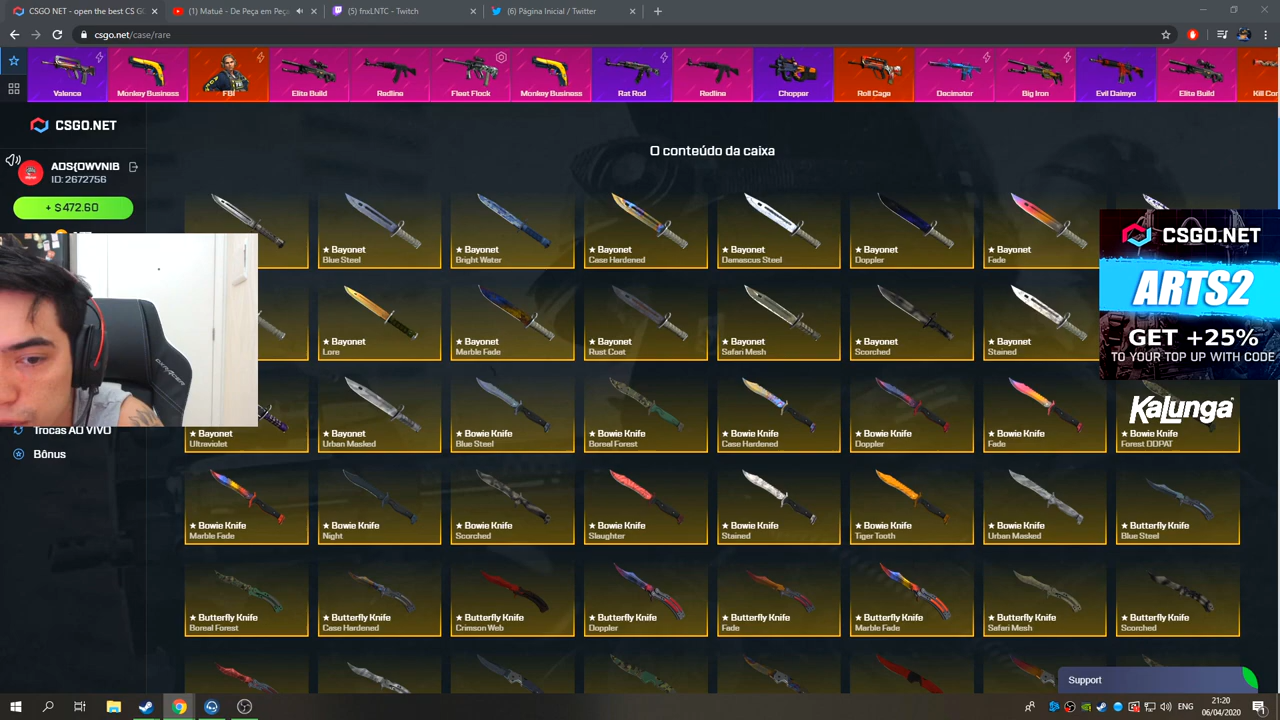 CSGO NET - open the best CS G
(1) Matuê - De Peça em Peça
fnxLNTC - Twitch
(6) Página Inicial / Twitter
csgo.net/case/rare
Valence
Monkey Business
FBI
Elite Build
Redline
Fleet Flock
Monkey Business
Rat Rod
Redline
Chopper
Roll Cage
Decimator
Big Iron
Evil Daimyo
Elite Build
Kill Con
CSGO.NET
O conteúdo da caixa
ADS(OWVNIB
ID: 2672756
+ $ 472.60
★ Bayonet
Blue Steel
★ Bayonet
Bright Water
★ Bayonet
Case Hardened
★ Bayonet
Damascus Steel
★ Bayonet
Doppler
★ Bayonet
Fade
CSGO.NET
ARTS2
GET +25%
TO YOUR TOP UP WITH CODE
★ Bayonet
Lore
★ Bayonet
Marble Fade
★ Bayonet
Rust Coat
★ Bayonet
Safari Mesh
★ Bayonet
Scorched
★ Bayonet
Stained
Kalunga
Trocas AO VIVO
Bônus
★ Bayonet
Ultraviolet
★ Bayonet
Urban Masked
★ Bowie Knife
Blue Steel
★ Bowie Knife
Boreal Forest
★ Bowie Knife
Case Hardened
★ Bowie Knife
Doppler
★ Bowie Knife
Fade
★ Bowie Knife
Forest DDPAT
★ Bowie Knife
Marble Fade
★ Bowie Knife
Night
★ Bowie Knife
Scorched
★ Bowie Knife
Slaughter
★ Bowie Knife
Stained
★ Bowie Knife
Tiger Tooth
★ Bowie Knife
Urban Masked
★ Butterfly Knife
Blue Steel
★ Butterfly Knife
Boreal Forest
★ Butterfly Knife
Case Hardened
★ Butterfly Knife
Crimson Web
★ Butterfly Knife
Doppler
★ Butterfly Knife
Fade
★ Butterfly Knife
Marble Fade
★ Butterfly Knife
Safari Mesh
★ Butterfly Knife
Scorched
Support
ENG
21:20
06/04/2020